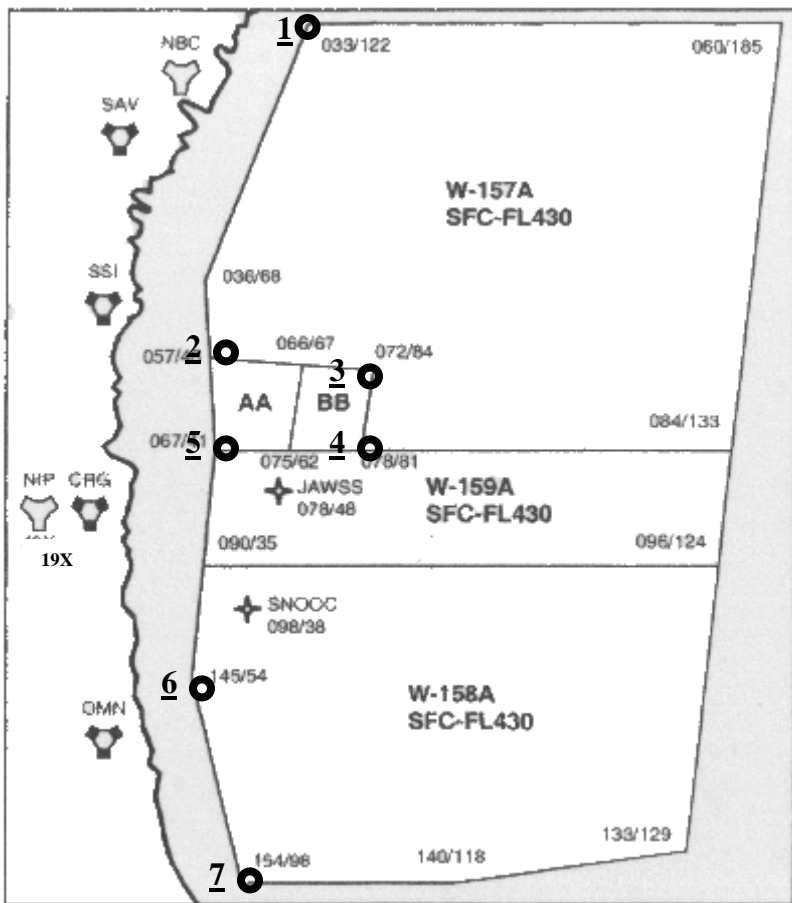 1
033/122
060/185
NBC
SAV
W-157A
SFC-FL430
SSI
036/68
2
066/67
072/84
3
AA
BB
084/133
5
4
075/62
078/81
NIP
CRG
JAWSS
078/48
W-159A
SFC-FL430
090/35
096/124
19X
SNOOC
098/38
6
145/54
W-158A
SFC-FL430
OMN
133/129
7
154/98
140/118